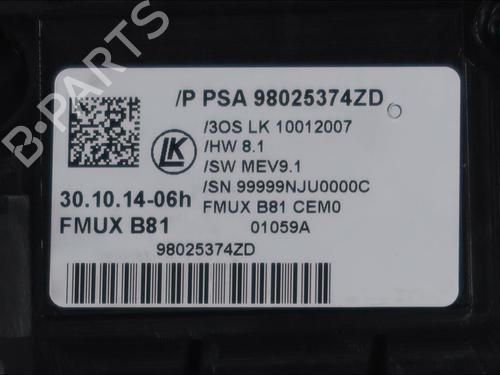 /P PSA 98025374ZD
/3OS LK 10012007
/HW 8.1
/SW MEV9.1
/SN 99999NJU0000C
FMUX B81 CEM0
01059A
LK
30.10.14-06h
FMUX B81
98025374ZD
B-PARTS